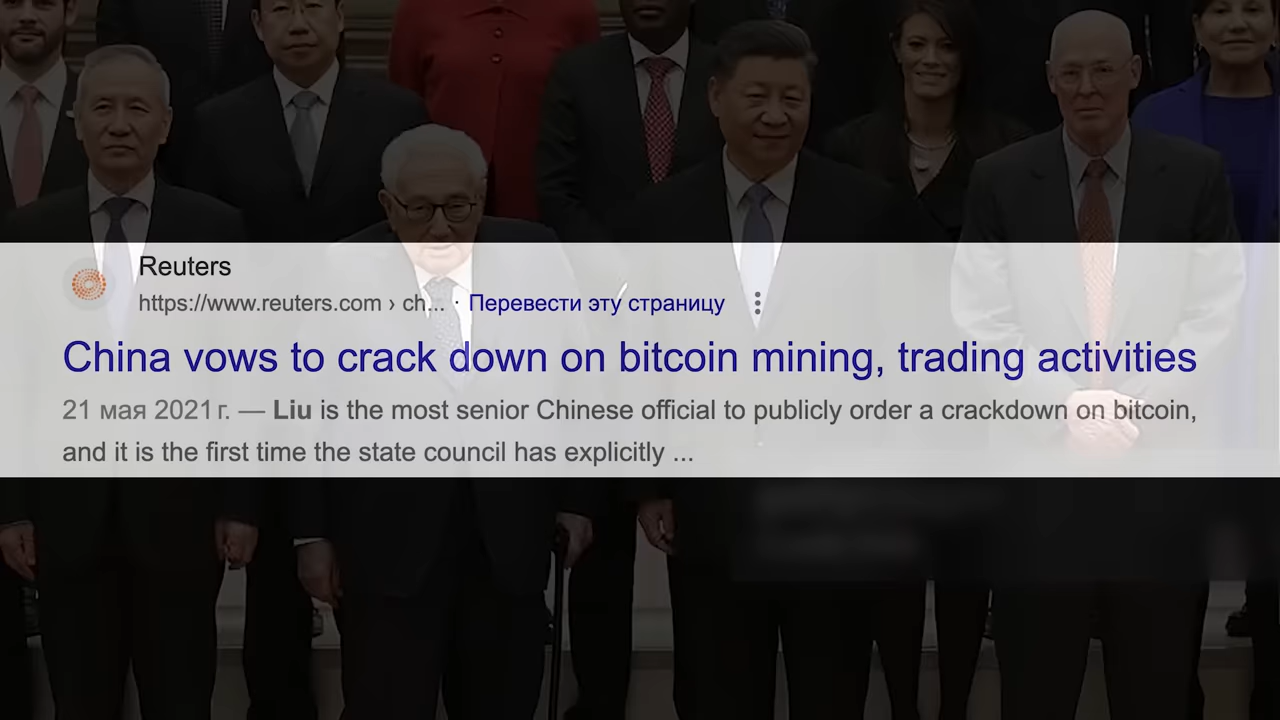 Reuters
https://www.reuters.com › ch... · Перевести эту страницу
China vows to crack down on bitcoin mining, trading activities
21 мая 2021 г. — Liu is the most senior Chinese official to publicly order a crackdown on bitcoin,
and it is the first time the state council has explicitly ...